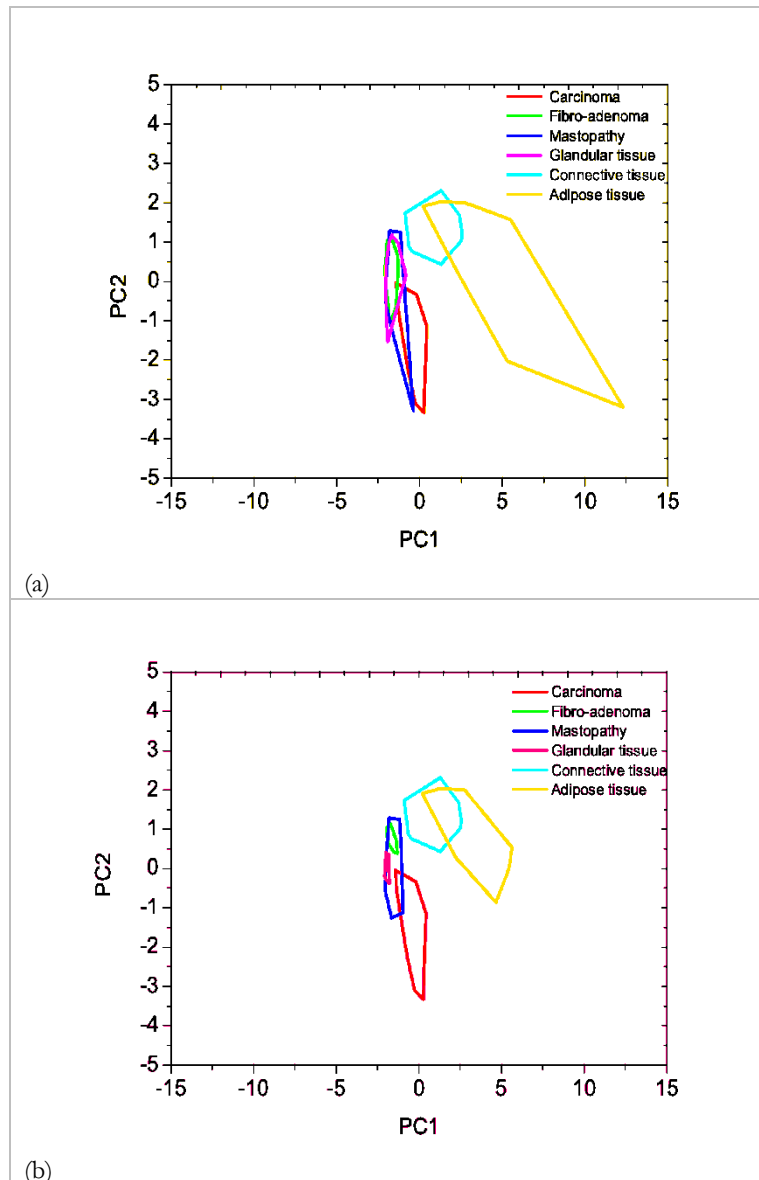 5
4
3
2
1
0
-1
-2
-3
-4
-5
PC2
Carcinoma
Fibro-adenoma
Mastopathy
Glandular tissue
Connective tissue
Adipose tissue
-15 -10 -5 0 5 10 15
PC1
(a)
5
4
3
2
1
0
-1
-2
-3
-4
-5
PC2
Carcinoma
Fibro-adenoma
Mastopathy
Glandular tissue
Connective tissue
Adipose tissue
-15 -10 -5 0 5 10 15
PC1
(b)